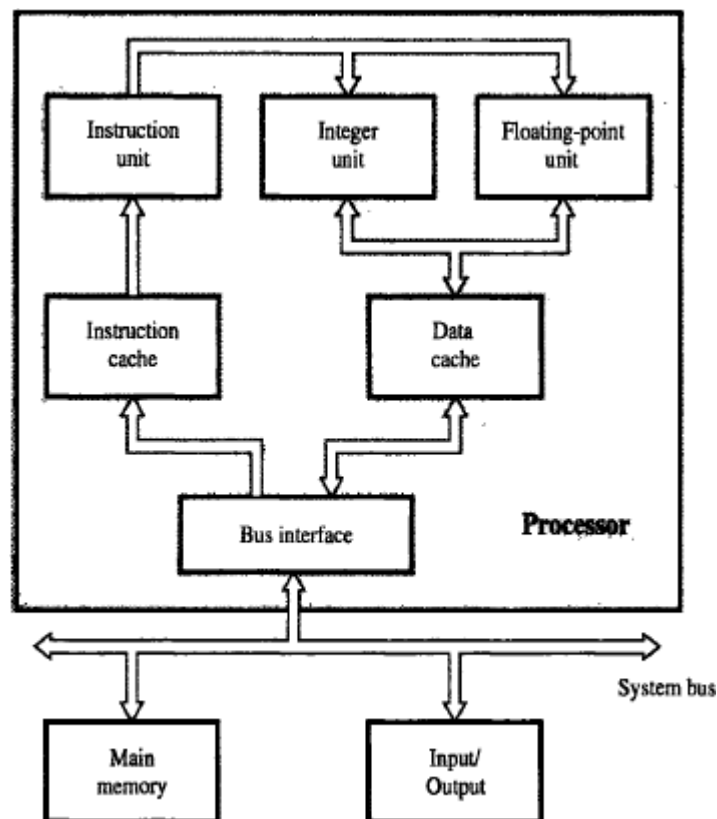 Instruction
unit
Integer
unit
Floating-point
unit
Instruction
cache
Data
cache
Bus interface
Processor
System bus
Main
memory
Input/
Output